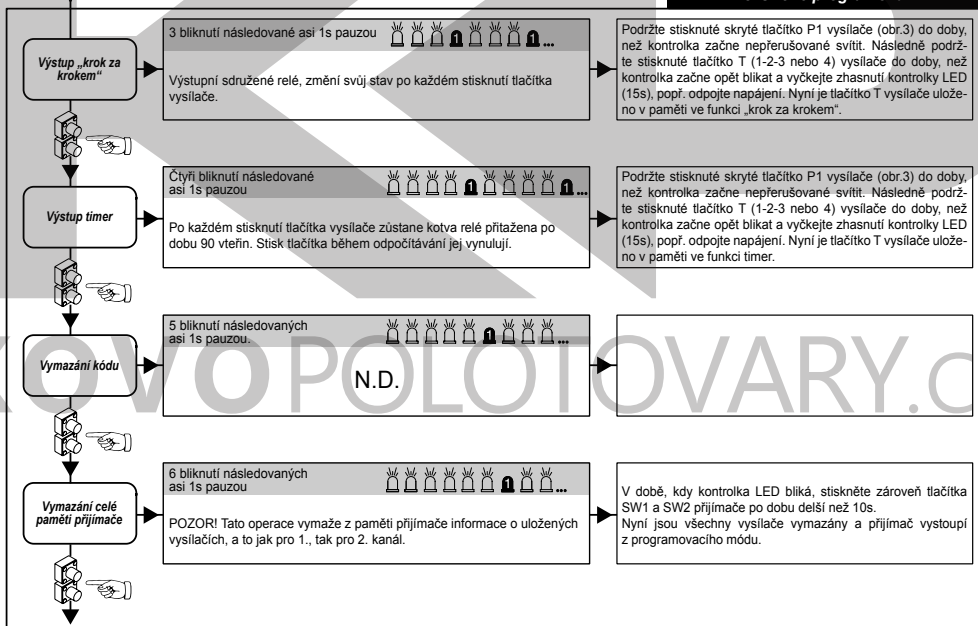 Výstup „krok za
krokem“
3 bliknutí následované asi 1s pauzou
1 1...
Výstupní sdružené relé, změní svůj stav po každém stisknutí tlačítka
vysílače.
Podržte stisknuté skryté tlačítko P1 vysílače (obr.3) do doby,
než kontrolka začne nepřerušované svítit. Následně podrž-
te stisknuté tlačítko T (1-2-3 nebo 4) vysílače do doby, než
kontrolka začne opět blikat a vyčkejte zhasnutí kontrolky LED
(15s), popř. odpojte napájení. Nyní je tlačítko T vysílače ulože-
no v paměti ve funkci „krok za krokem“.
Výstup timer
Čtyři bliknutí následované
asi 1s pauzou
1 1...
Po každém stisknutí tlačítka vysílače zůstane kotva relé přitažena po
dobu 90 vteřin. Stisk tlačítka během odpočítávání jej vynulují.
Podržte stisknuté skryté tlačítko P1 vysílače (obr.3) do doby,
než kontrolka začne nepřerušované svítit. Následně podrž-
te stisknuté tlačítko T (1-2-3 nebo 4) vysílače do doby, než
kontrolka začne opět blikat a vyčkejte zhasnutí kontrolky LED
(15s), popř. odpojte napájení. Nyní je tlačítko T vysílače ulože-
no v paměti ve funkci timer.
Vymazání kódu
5 bliknutí následovaných
asi 1s pauzou.
1 ...
N.D.
KOVOPOLOTOVARY.C
Vymazání celé
paměti přijímače
6 bliknutí následovaných
asi 1s pauzou
1 ...
POZOR! Tato operace vymaže z paměti přijímače informace o uložených
vysílačích, a to jak pro 1., tak pro 2. kanál.
V době, kdy kontrolka LED bliká, stiskněte zároveň tlačítka
SW1 a SW2 přijímače po dobu delší než 10s.
Nyní jsou všechny vysílače vymazány a přijímač vystoupí
z programovacího módu.